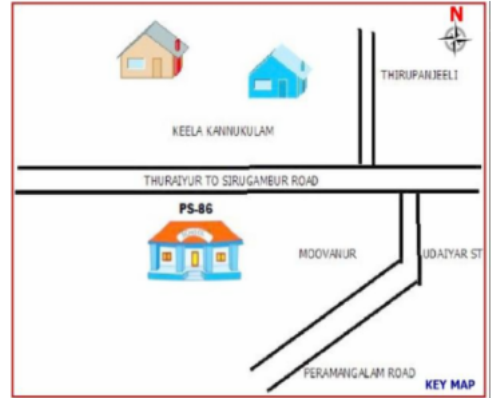 N
THIRUPANJEELI
KEELA KANNUKULAM
THURAIYUR TO SIRUGAMBUR ROAD
PS-86
MOOVANUR
UDAIYAR ST
PERAMANGALAM ROAD
KEY MAP